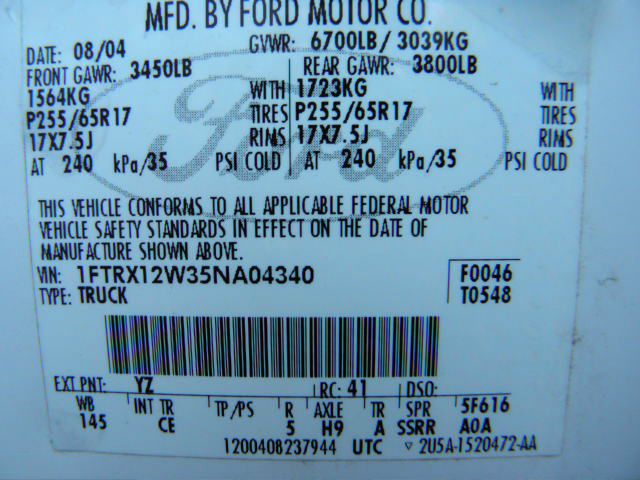 MFD. BY FORD MOTOR CO.
DATE: 08/04 GVWR: 6700LB/ 3039KG
FRONT GAWR: 3450LB REAR GAWR: 3800LB
1564KG WITH 1723KG WITH
P255/65R17 TIRES P255/65R17 TIRES
17X7.5J RIMS 17X7.5J RIMS
AT 240 kPa/35 PSI COLD AT 240 kPa/35 PSI COLD
Ford
THIS VEHICLE CONFORMS TO ALL APPLICABLE FEDERAL MOTOR
VEHICLE SAFETY STANDARDS IN EFFECT ON THE DATE OF
MANUFACTURE SHOWN ABOVE.
VIN: 1FTRX12W35NA04340 F0046
TYPE: TRUCK T0548
EXT PNT: YZ RC: 41 DSO:
WB INT TR TP/PS R AXLE TR SPR 5F616
145 CE 5 H9 A SSRR A0A
1200408237944 UTC ▽ 2U5A-1520472-AA